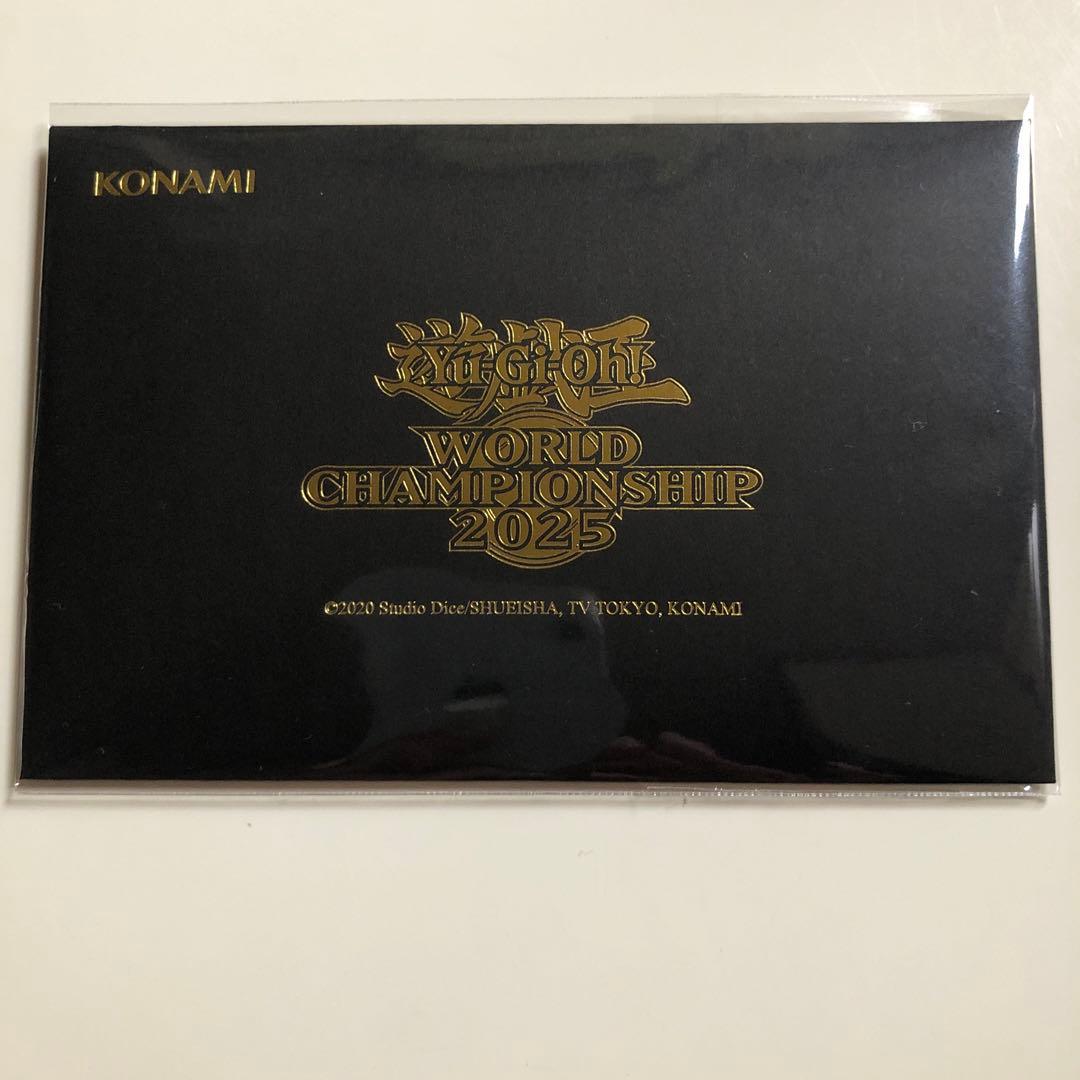 KONAMI
遊戯王
Yu-Gi-Oh!
WORLD
CHAMPIONSHIP
2025
©2020 Studio Dice/SHUEISHA, TV TOKYO, KONAMI